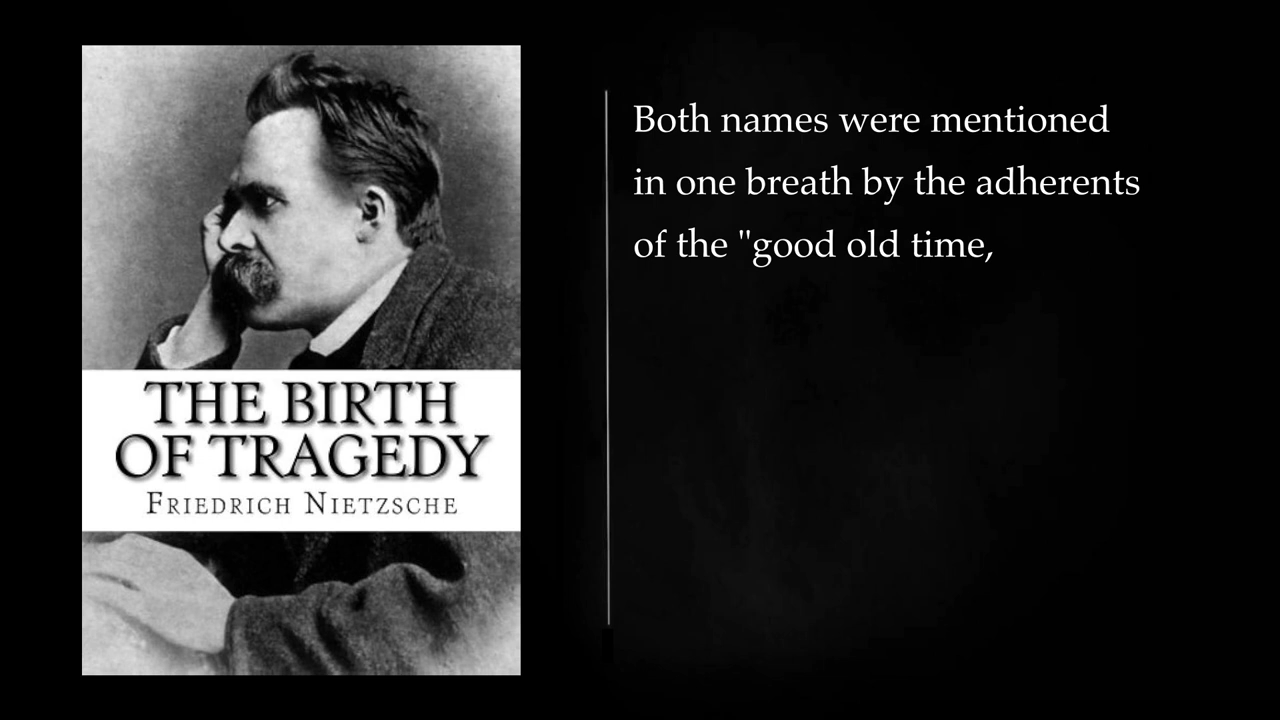 THE BIRTH
OF TRAGEDY
Friedrich Nietzsche
Both names were mentioned
in one breath by the adherents
of the "good old time,